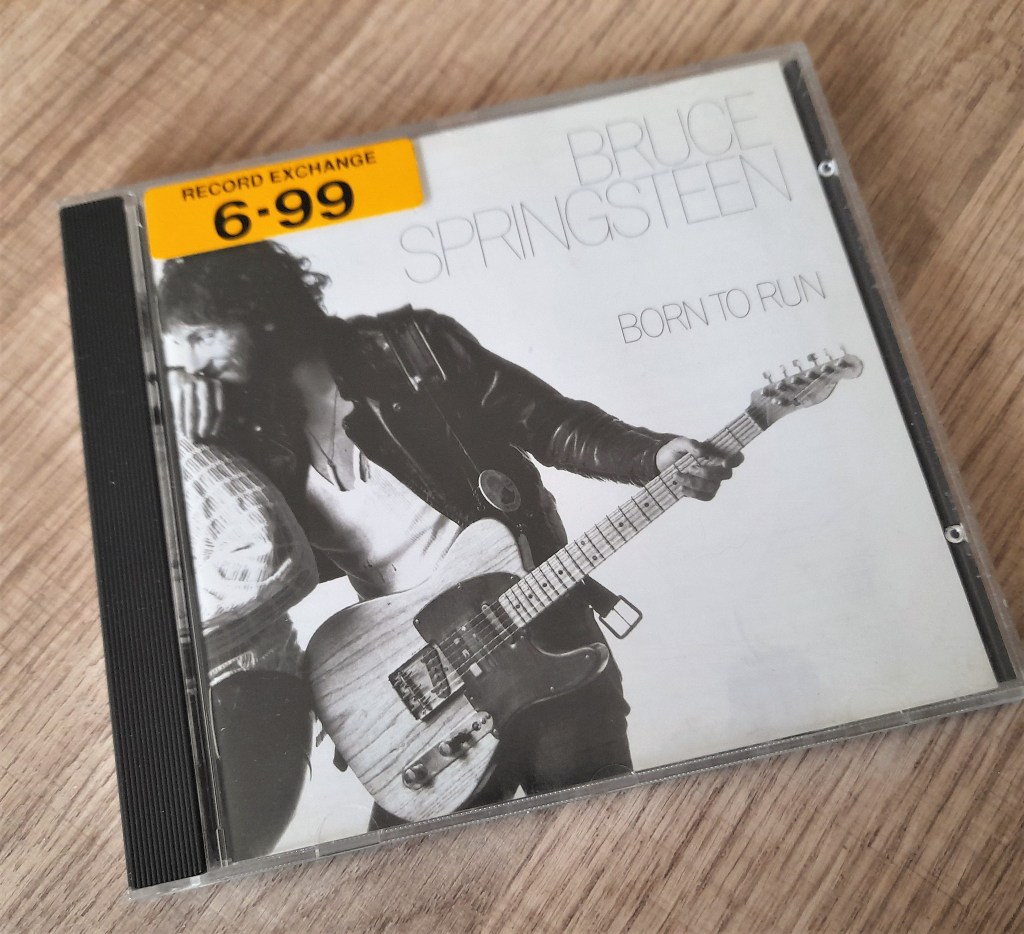 RECORD EXCHANGE
6·99
BRUCE
SPRINGSTEEN
BORN TO RUN